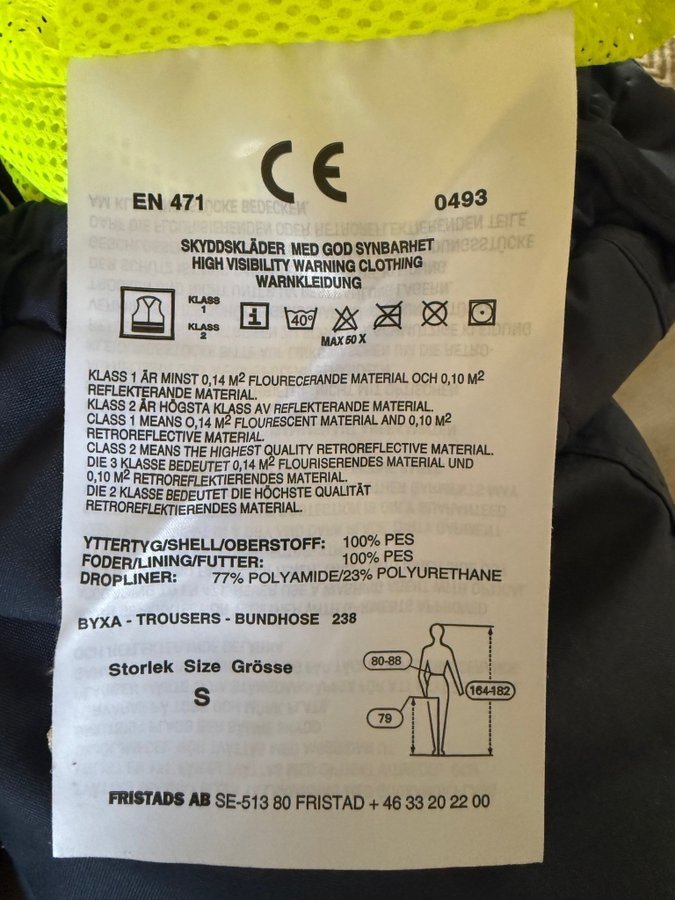 CE
EN 471
0493
SKYDDSKLÄDER MED GOD SYNBARHET
HIGH VISIBILITY WARNING CLOTHING
WARNKLEIDUNG
KLASS
1
KLASS
2
i
40°
MAX 50 X
KLASS 1 ÄR MINST 0,14 M² FLOURECERANDE MATERIAL OCH 0,10 M²
REFLEKTERANDE MATERIAL.
KLASS 2 ÄR HÖGSTA KLASS AV REFLEKTERANDE MATERIAL.
CLASS 1 MEANS 0,14 M² FLOURESCENT MATERIAL AND 0,10 M²
RETROREFLECTIVE MATERIAL.
CLASS 2 MEANS THE HIGHEST QUALITY RETROREFLECTIVE MATERIAL.
DIE 3 KLASSE BEDEUTET 0,14 M² FLOURISERENDES MATERIAL UND
0,10 M² RETROREFLEKTIERENDES MATERIAL.
DIE 2 KLASSE BEDEUTET DIE HÖCHSTE QUALITÄT
RETROREFLEKTIERENDES MATERIAL.
YTTERTYG/SHELL/OBERSTOFF: 100% PES
FODER/LINING/FUTTER: 100% PES
DROPLINER: 77% POLYAMIDE/23% POLYURETHANE
BYXA - TROUSERS - BUNDHOSE 238
Storlek Size Grösse
S
80-88
164-182
79
FRISTADS AB SE-513 80 FRISTAD + 46 33 20 22 00